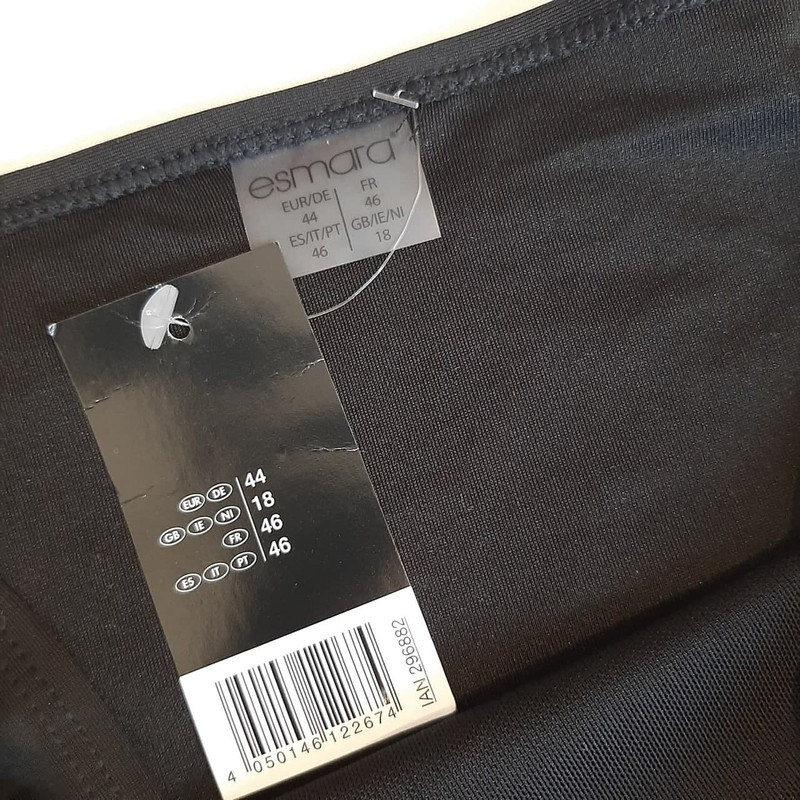 esmara
EUR/DE
44
FR
46
ES/IT/PT
46
GB/IE/NI
18
EUR DE 44
GB IE NI 18
FR 46
ES IT PT 46
IAN 296882
4 050146 122674